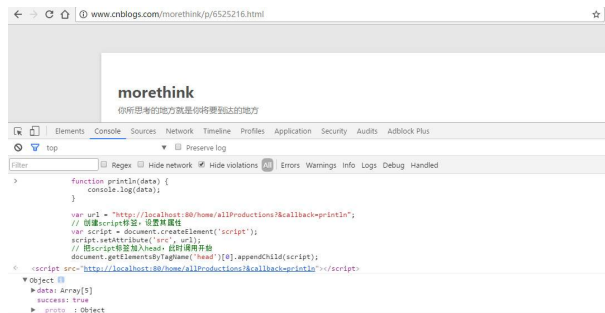 www.cnblogs.com/morethink/p/6525216.html
morethink
你所思考的地方就是你将要到达的地方
Elements Console Sources Network Timeline Profiles Application Security Audits Adblock Plus
top ▼ Preserve log
Filter Regex Hide network Hide violations All Errors Warnings Info Logs Debug Handled
> function println(data) {
console.log(data);
}
var url = "http://localhost:80/home/allProductions?&callback=println";
// 创建script标签，设置其属性
var script = document.createElement('script');
script.setAttribute('src', url);
// 把script标签加入head，此时调用开始
document.getElementsByTagName('head')[0].appendChild(script);
<script src="http://localhost:80/home/allProductions?&callback=println"></script>
▼Object
▶data: Array[5]
success: true
▶ proto : Object